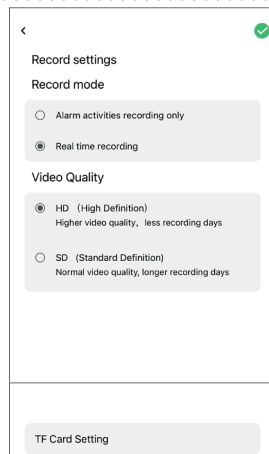 Record settings
Record mode
Alarm activities recording only
Real time recording
Video Quality
HD （High Definition）
Higher video quality，less recording days
SD （Standard Definition）
Normal video quality, longer recording days
TF Card Setting